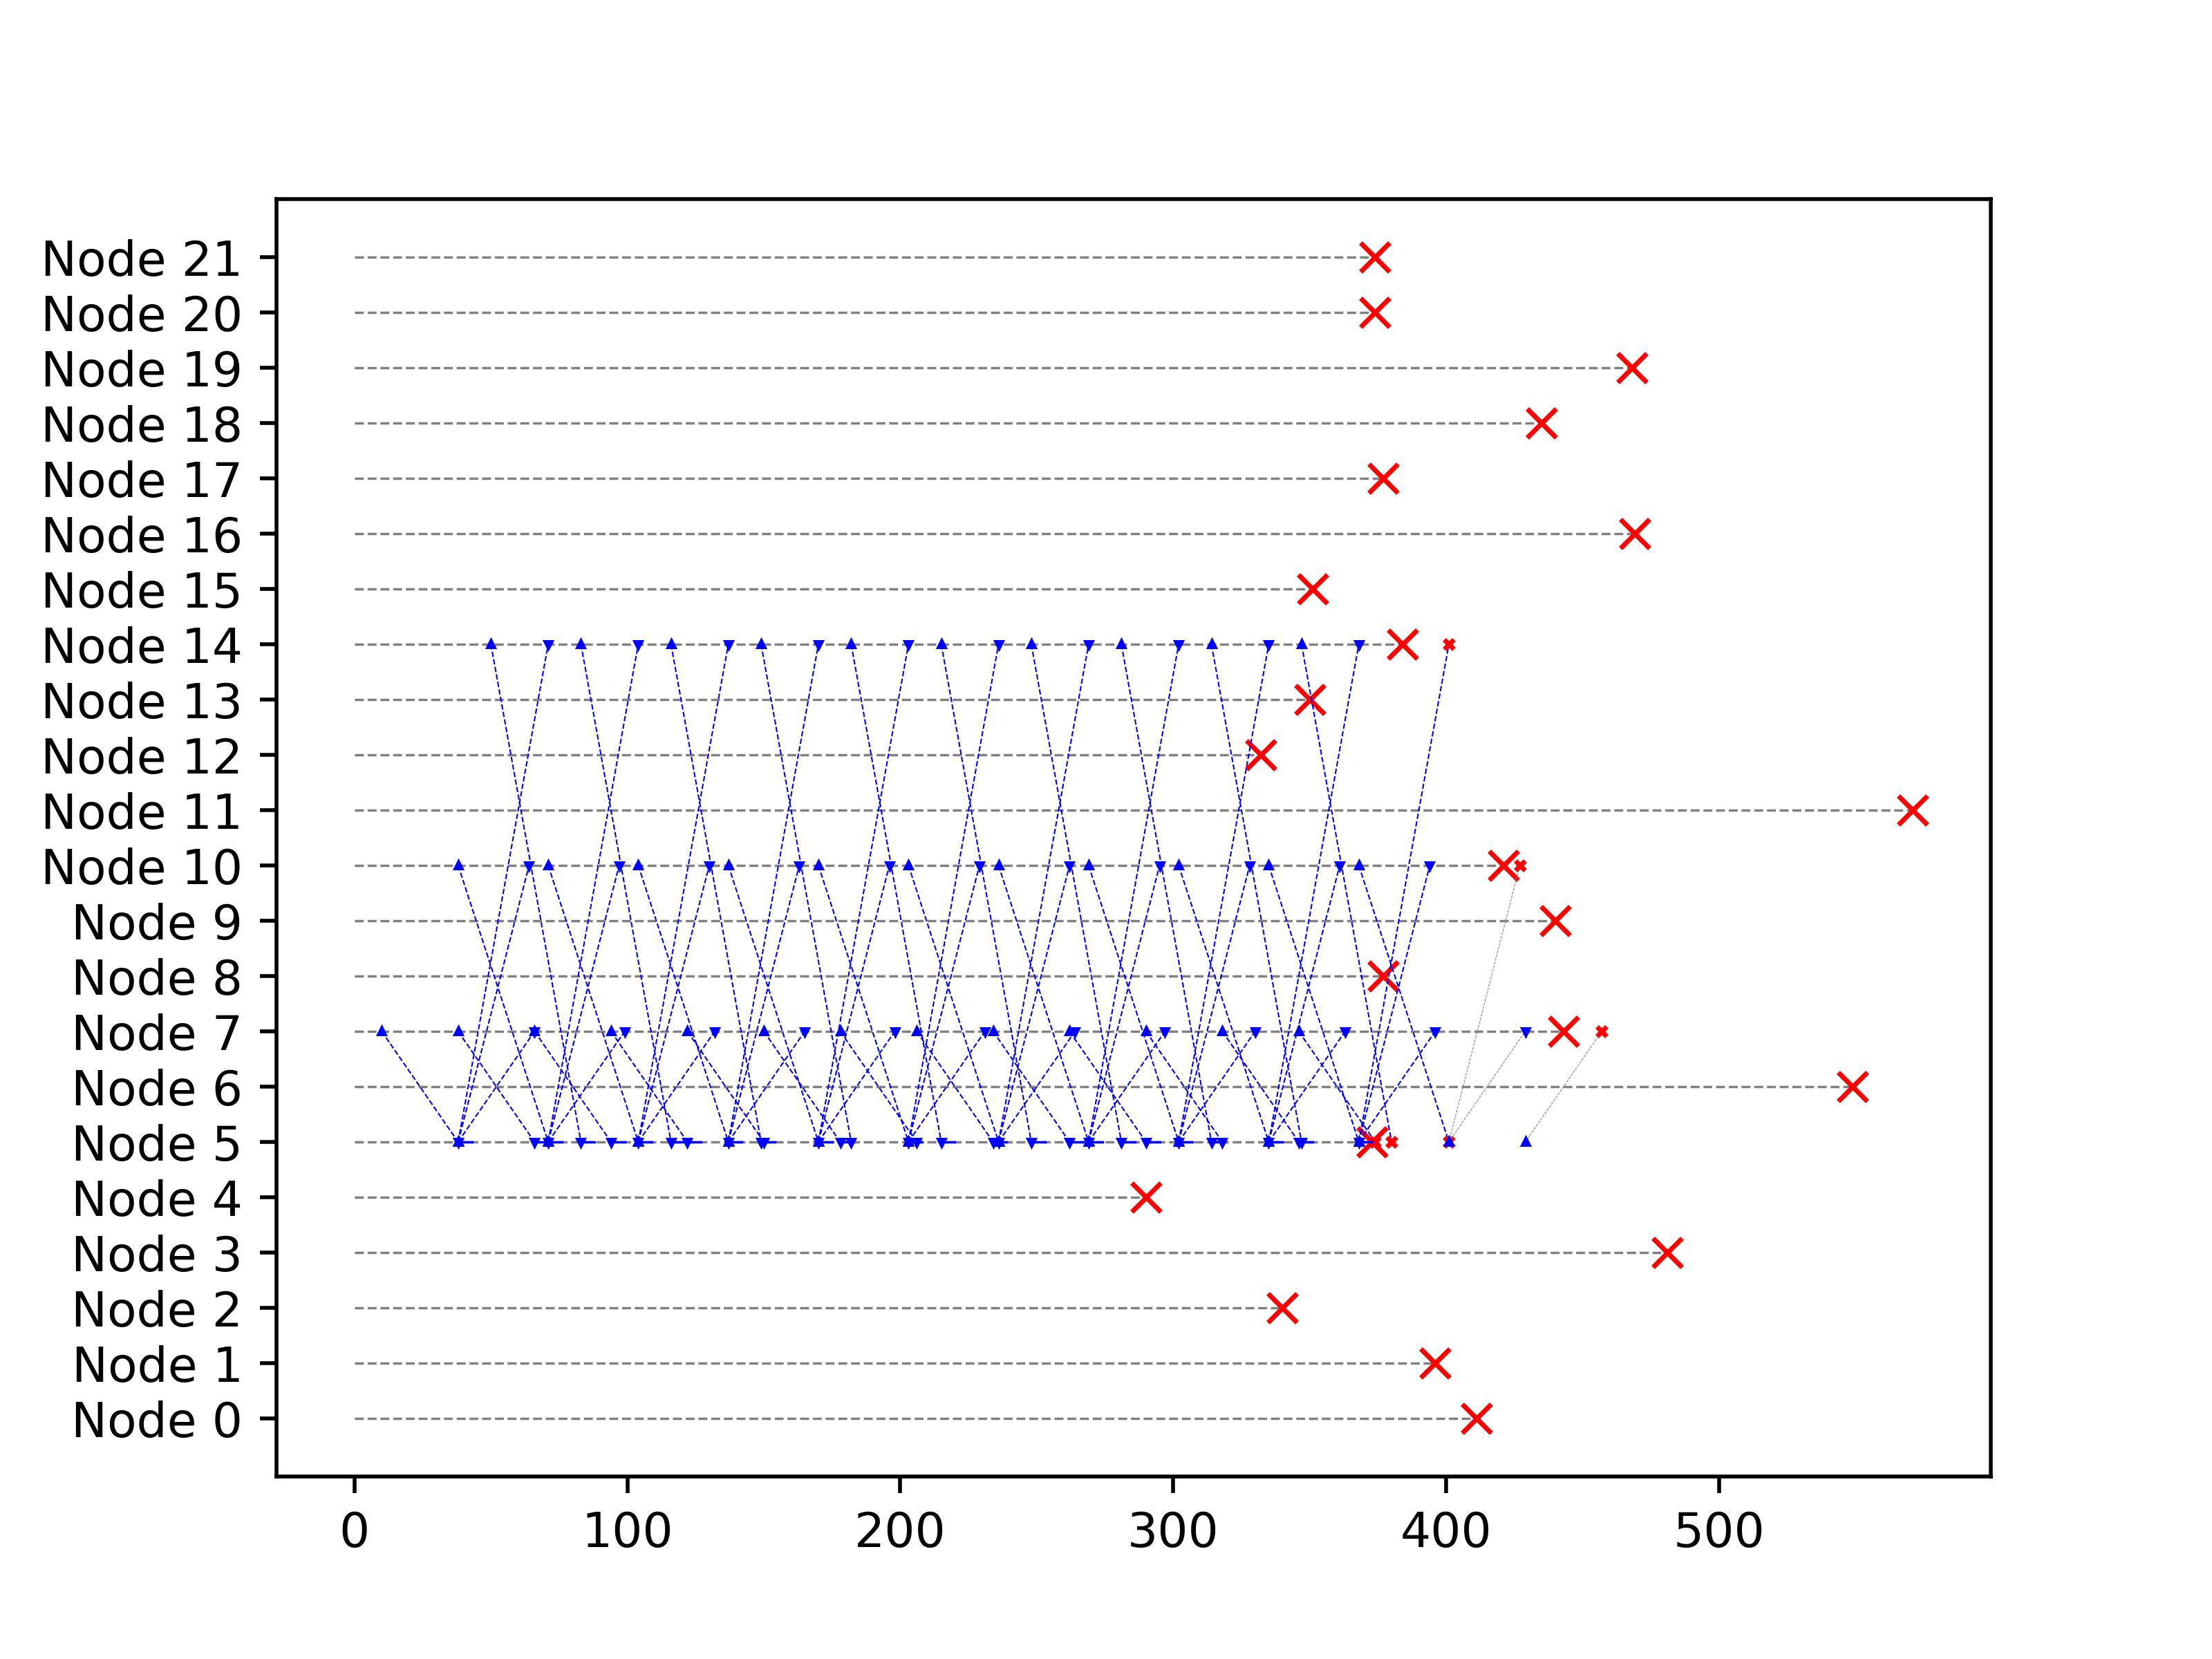 Node 21
Node 20
Node 19
Node 18
Node 17
Node 16
Node 15
Node 14
Node 13
Node 12
Node 11
Node 10
Node 9
Node 8
Node 7
Node 6
Node 5
Node 4
Node 3
Node 2
Node 1
Node 0
0 100 200 300 400 500